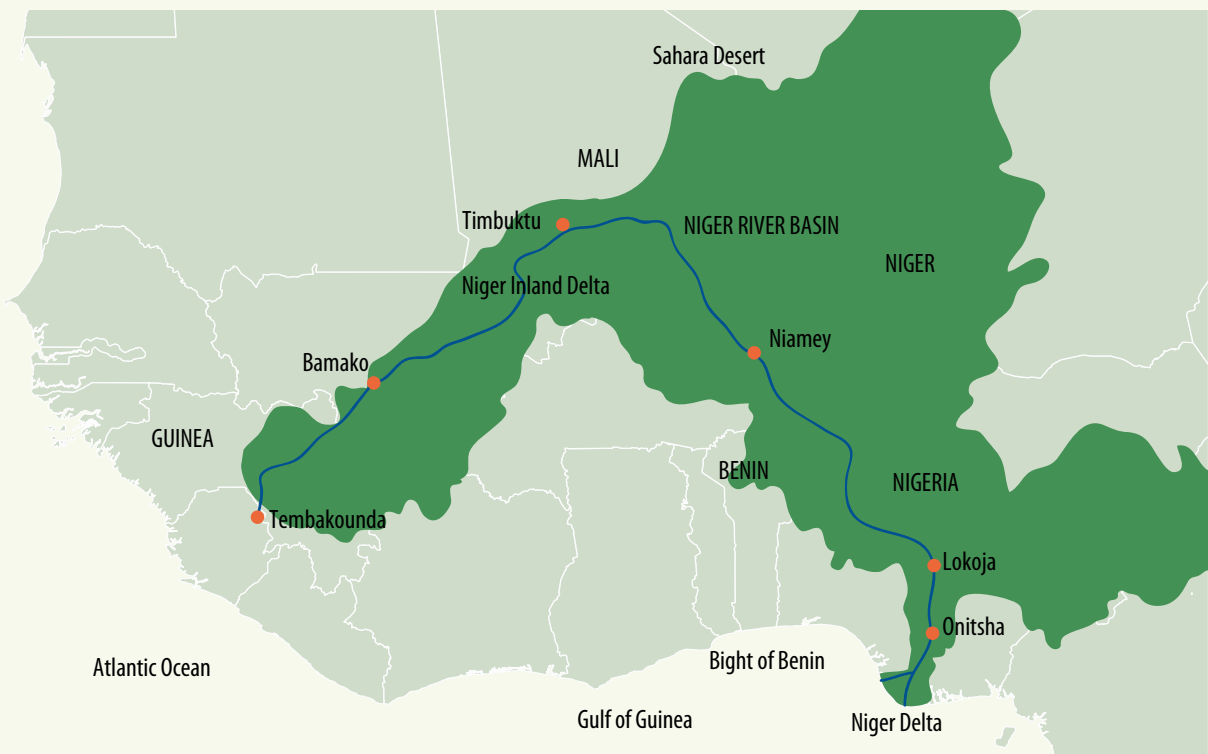 Sahara Desert
MALI
Timbuktu
NIGER RIVER BASIN
NIGER
Niger Inland Delta
Niamey
Bamako
GUINEA
BENIN
NIGERIA
Tembakounda
Lokoja
Onitsha
Bight of Benin
Atlantic Ocean
Gulf of Guinea
Niger Delta